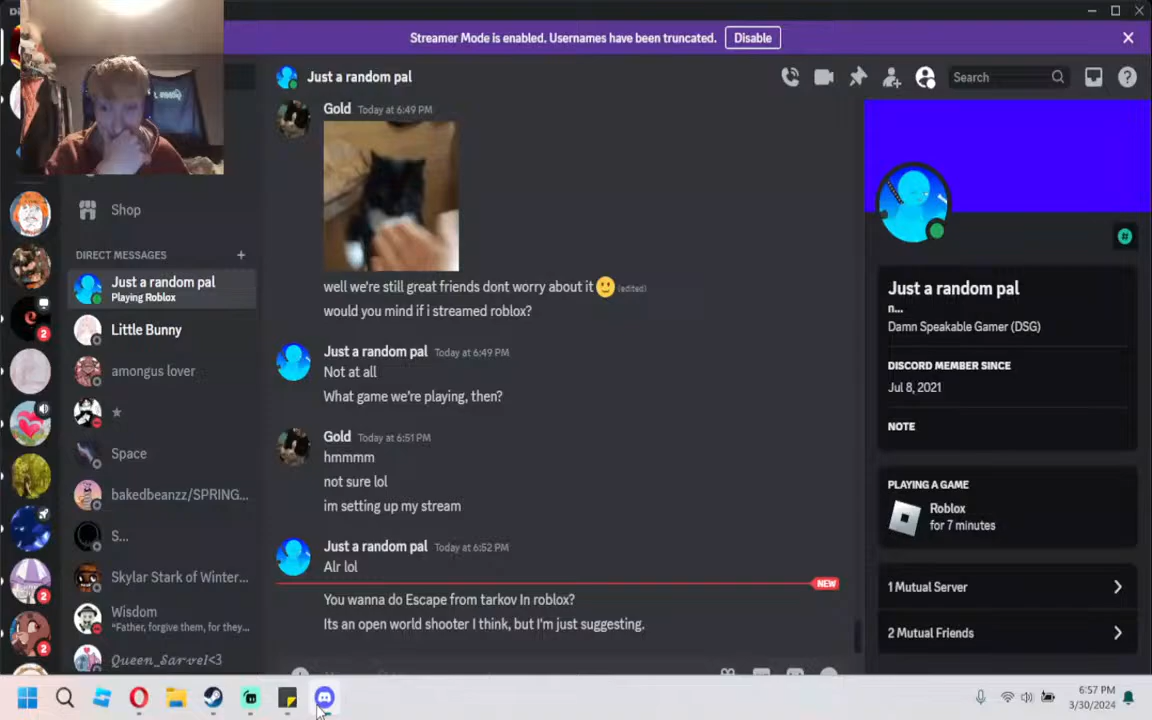 Streamer Mode is enabled. Usernames have been truncated.
Disable
Just a random pal
Search
Shop
DIRECT MESSAGES
Just a random pal
Playing Roblox
Little Bunny
amongus lover
★
Space
bakedbeanzz/SPRING...
S...
Skylar Stark of Winter...
Wisdom
"Father, forgive them, for they...
Queen_Sarvel<3
2
2
2
Gold Today at 6:49 PM
well we're still great friends dont worry about it 🙂 (edited)
would you mind if i streamed roblox?
Just a random pal Today at 6:49 PM
Not at all
What game we're playing, then?
Gold Today at 6:51 PM
hmmmm
not sure lol
im setting up my stream
Just a random pal Today at 6:52 PM
Alr lol
NEW
You wanna do Escape from tarkov In roblox?
Its an open world shooter I think, but I'm just suggesting.
Just a random pal
n...
Damn Speakable Gamer (DSG)
DISCORD MEMBER SINCE
Jul 8, 2021
NOTE
PLAYING A GAME
Roblox
for 7 minutes
1 Mutual Server
2 Mutual Friends
6:57 PM
3/30/2024